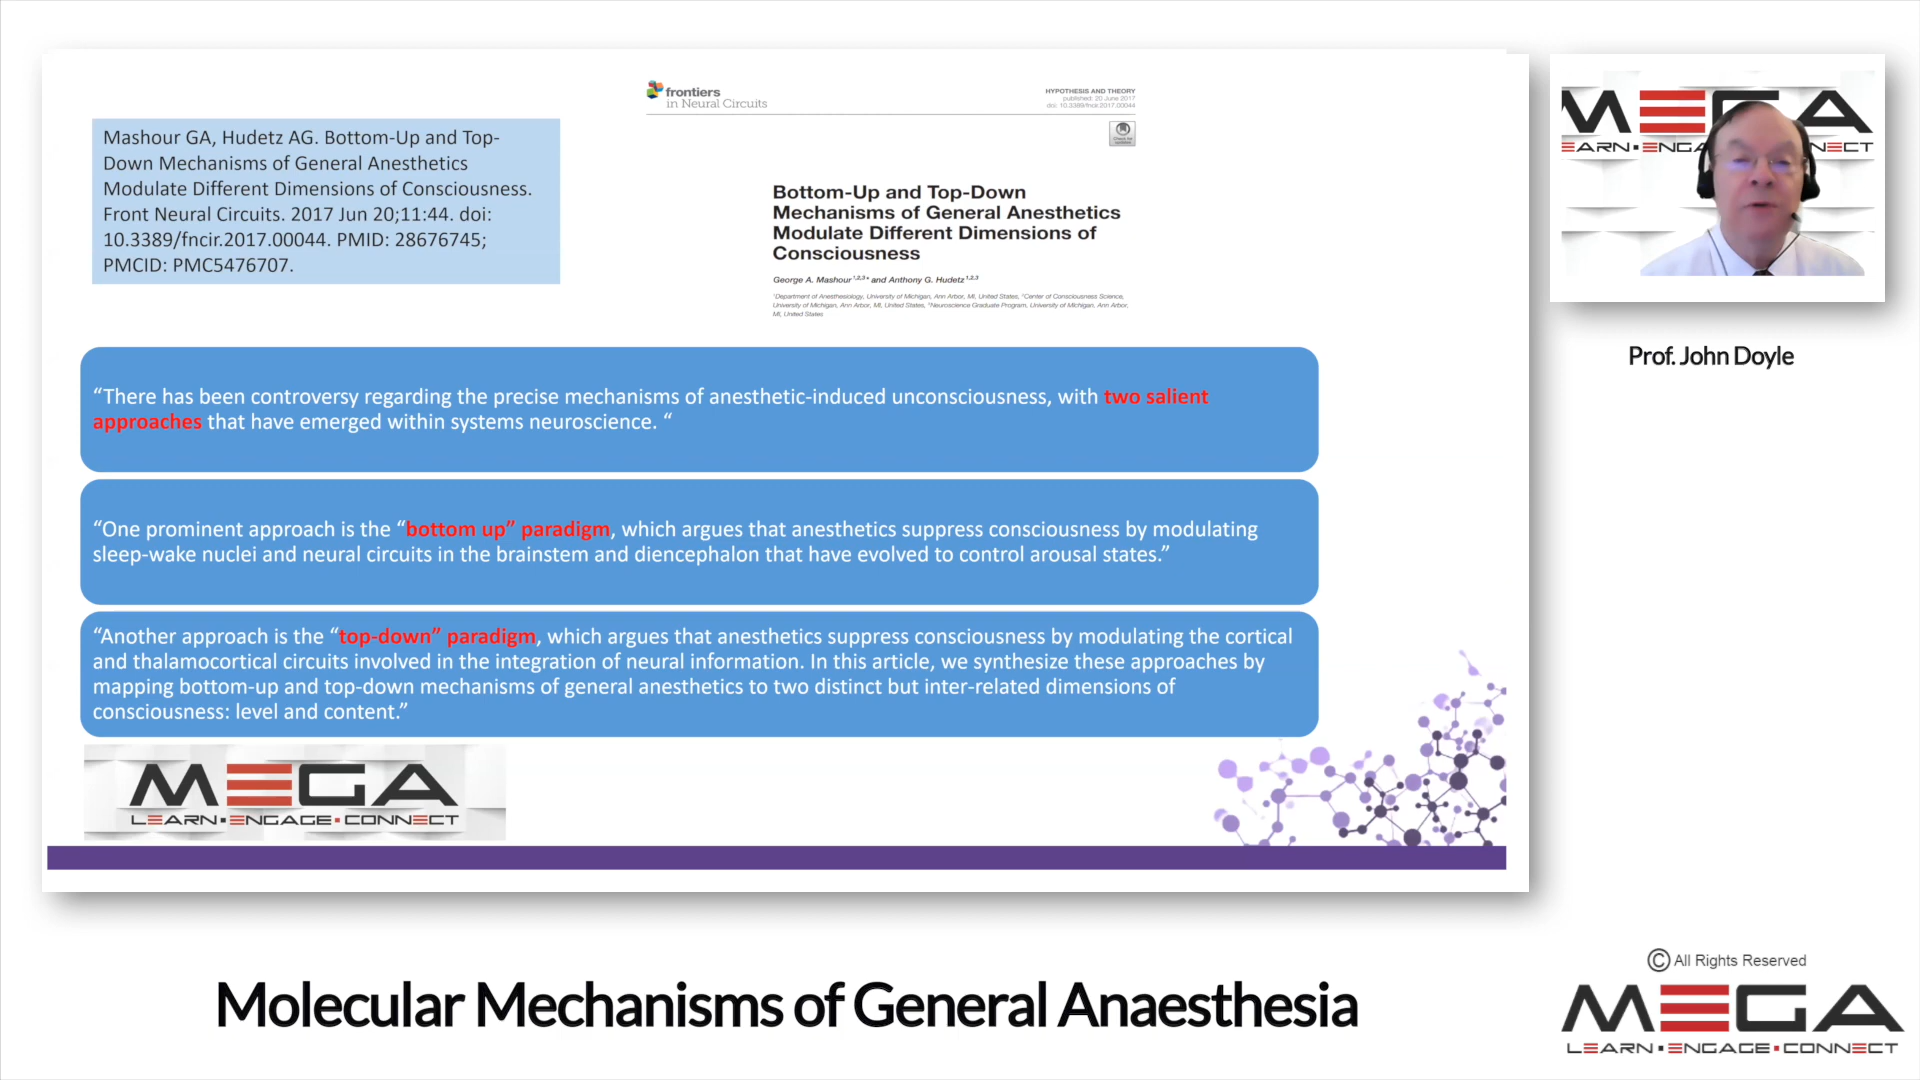 Mashour GA, Hudetz AG. Bottom-Up and Top-
Down Mechanisms of General Anesthetics
Modulate Different Dimensions of Consciousness.
Front Neural Circuits. 2017 Jun 20;11:44. doi:
10.3389/fncir.2017.00044. PMID: 28676745;
PMCID: PMC5476707.
frontiers
in Neural Circuits
HYPOTHESIS AND THEORY
published: 20 June 2017
doi: 10.3389/fncir.2017.00044
Bottom-Up and Top-Down
Mechanisms of General Anesthetics
Modulate Different Dimensions of
Consciousness
George A. Mashour 1,2,3* and Anthony G. Hudetz 1,2,3
1Department of Anesthesiology, University of Michigan, Ann Arbor, MI, United States, 2Center of Consciousness Science,
University of Michigan, Ann Arbor, MI, United States, 3Neuroscience Graduate Program, University of Michigan, Ann Arbor,
MI, United States
“There has been controversy regarding the precise mechanisms of anesthetic-induced unconsciousness, with two salient
approaches that have emerged within systems neuroscience. “
“One prominent approach is the “bottom up” paradigm, which argues that anesthetics suppress consciousness by modulating
sleep-wake nuclei and neural circuits in the brainstem and diencephalon that have evolved to control arousal states.”
“Another approach is the “top-down” paradigm, which argues that anesthetics suppress consciousness by modulating the cortical
and thalamocortical circuits involved in the integration of neural information. In this article, we synthesize these approaches by
mapping bottom-up and top-down mechanisms of general anesthetics to two distinct but inter-related dimensions of
consciousness: level and content.”
MEGA
LEARN▪ENGAGE▪CONNECT
Prof. John Doyle
Molecular Mechanisms of General Anaesthesia
© All Rights Reserved
MEGA
LEARN▪ENGAGE▪CONNECT